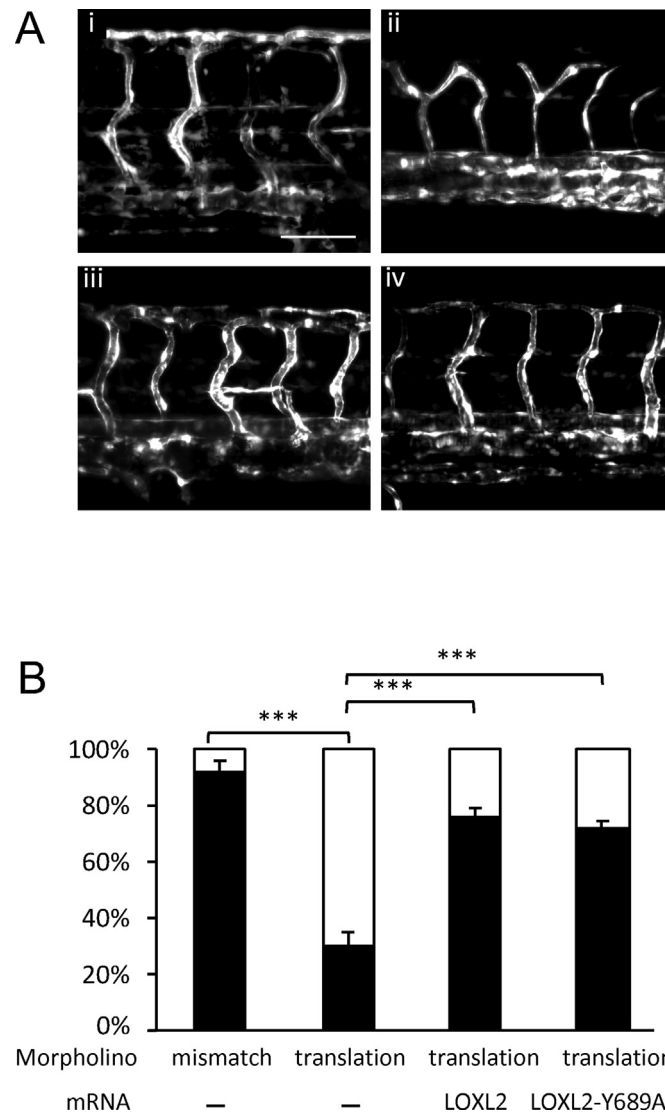 A
i
ii
iii
iv
B
***
***
***
100%
80%
60%
40%
20%
0%
Morpholino mismatch translation translation translation
mRNA – – LOXL2 LOXL2-Y689A